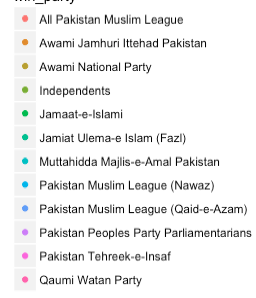 win_party
All Pakistan Muslim League
Awami Jamhuri Ittehad Pakistan
Awami National Party
Independents
Jamaat-e-Islami
Jamiat Ulema-e Islam (Fazl)
Muttahidda Majlis-e-Amal Pakistan
Pakistan Muslim League (Nawaz)
Pakistan Muslim League (Qaid-e-Azam)
Pakistan Peoples Party Parliamentarians
Pakistan Tehreek-e-Insaf
Qaumi Watan Party